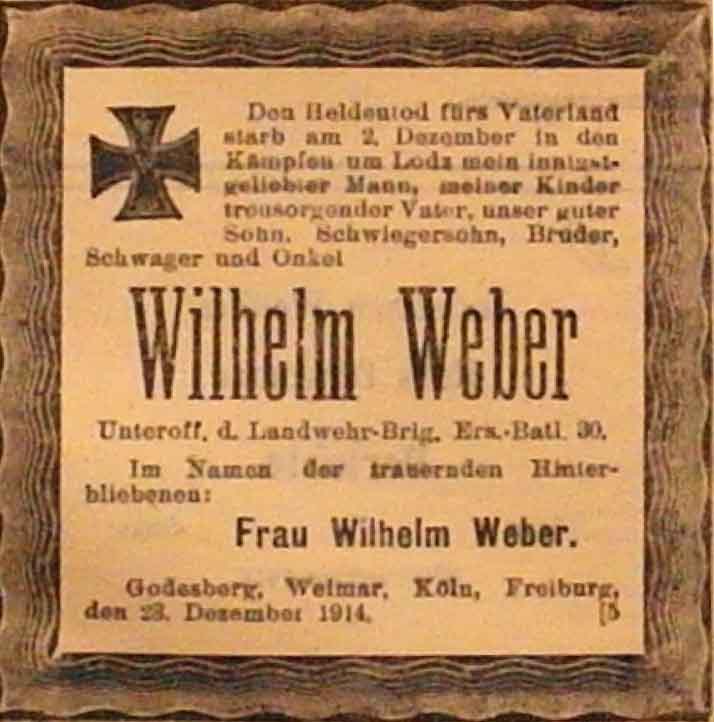 Den Heldentod fürs Vaterland
starb am 2. Dezember in den
Kämpfen um Lodz mein innigst-
geliebter Mann, meiner Kinder
treusorgender Vater, unser guter
Sohn, Schwiegersohn, Bruder,
Schwager und Onkel
Wilhelm Weber
Unteroff. d. Landwehr-Brig. Ers.-Batl. 30.
Im Namen der trauernden Hinter-
bliebenen:
Frau Wilhelm Weber.
Godesberg, Weimar, Köln, Freiburg,
den 23. Dezember 1914. [5